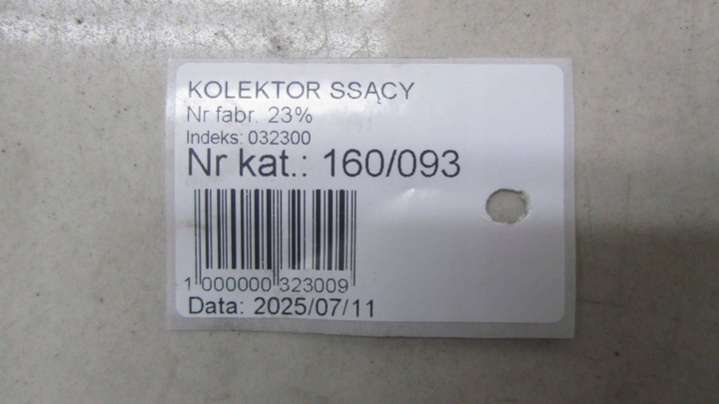 KOLEKTOR SSĄCY
Nr fabr. 23%
Indeks: 032300
Nr kat.: 160/093
1 000000 323009
Data: 2025/07/11